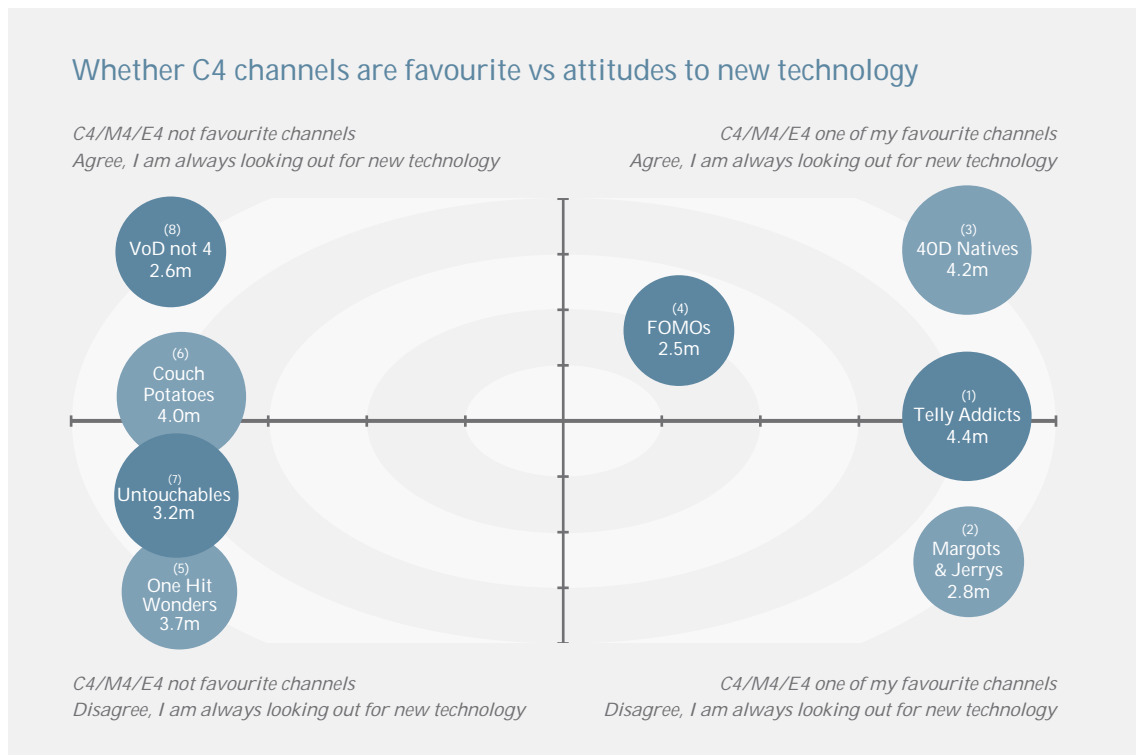 Whether C4 channels are favourite vs attitudes to new technology
C4/M4/E4 not favourite channels
Agree, I am always looking out for new technology
C4/M4/E4 one of my favourite channels
Agree, I am always looking out for new technology
(8)
VoD not 4
2.6m
(3)
40D Natives
4.2m
(4)
FOMOs
2.5m
(6)
Couch
Potatoes
4.0m
(1)
Telly Addicts
4.4m
(7)
Untouchables
3.2m
(2)
Margots
& Jerrys
2.8m
(5)
One Hit
Wonders
3.7m
C4/M4/E4 not favourite channels
Disagree, I am always looking out for new technology
C4/M4/E4 one of my favourite channels
Disagree, I am always looking out for new technology